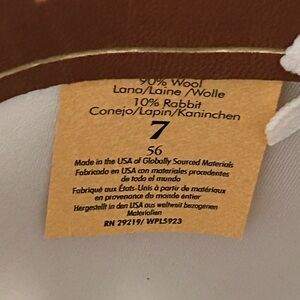 90% Wool
Lana/Laine /Wolle
10% Rabbit
Conejo/Lapin/Kaninchen
7
56
Made in the USA of Globally Sourced Materials
Fabricado en USA con materiales procedentes
de todo el mundo
Fabriqué aux États-Unis à partir de matériaux
en provenance du monde entier
Hergestellt in den USA aus weltweit bezogenen
Materialien
RN 29219/ WPL5923